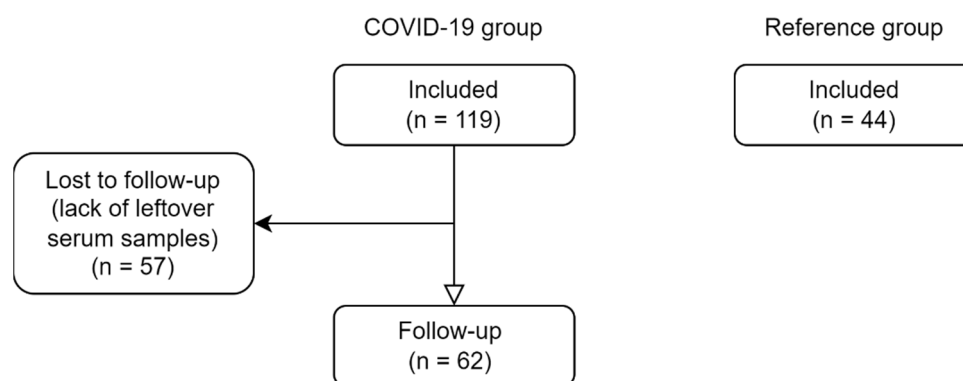 COVID-19 group
Reference group
Included
(n = 119)
Included
(n = 44)
Lost to follow-up
(lack of leftover
serum samples)
(n = 57)
Follow-up
(n = 62)